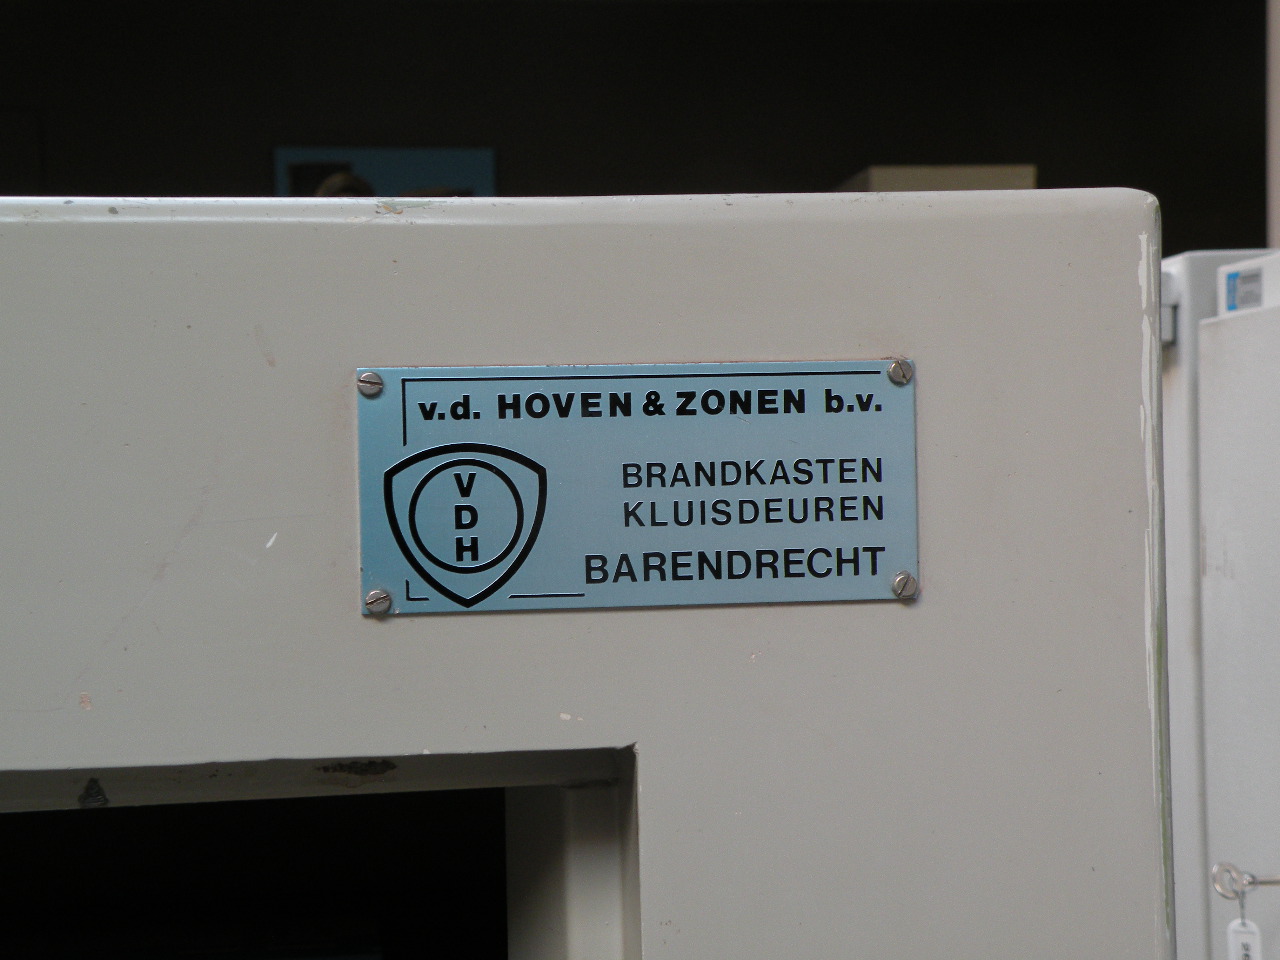 v.d. HOVEN & ZONEN b.v.
BRANDKASTEN
KLUISDEUREN
BARENDRECHT
V
D
H